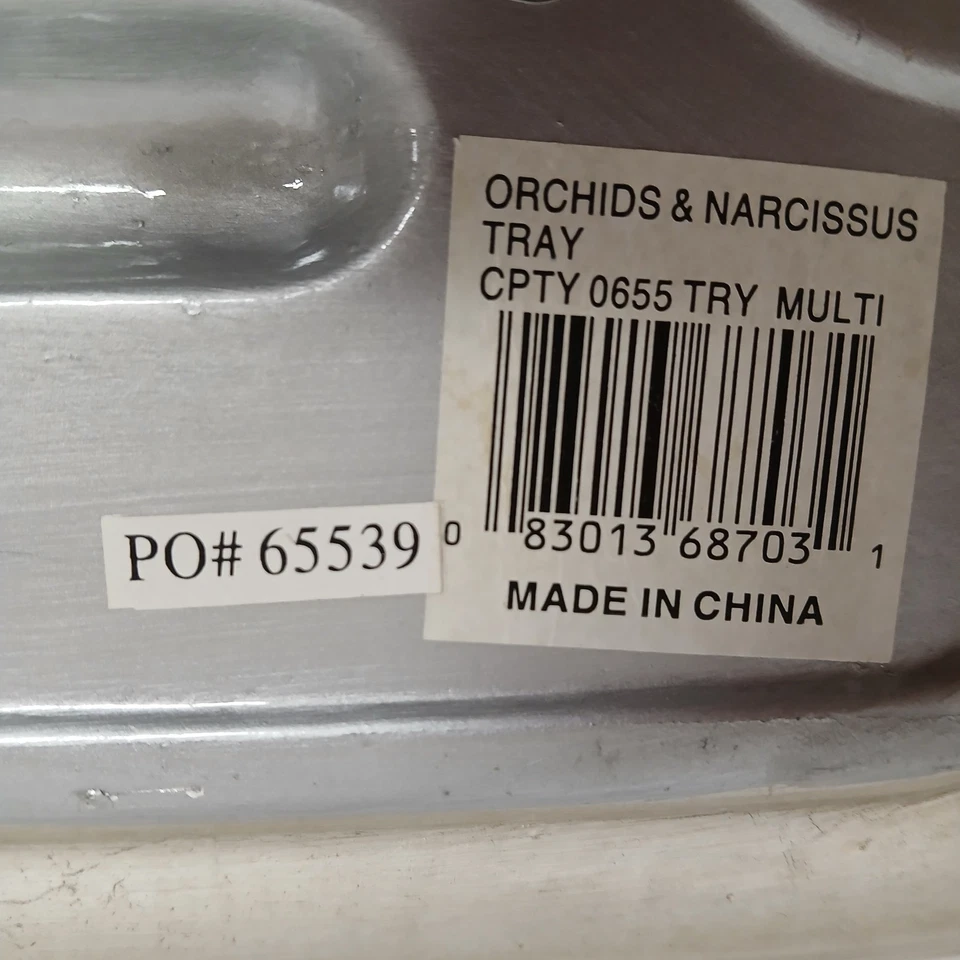 ORCHIDS & NARCISSUS
TRAY
CPTY 0655 TRY MULTI
0 83013 68703 1
MADE IN CHINA
PO# 65539